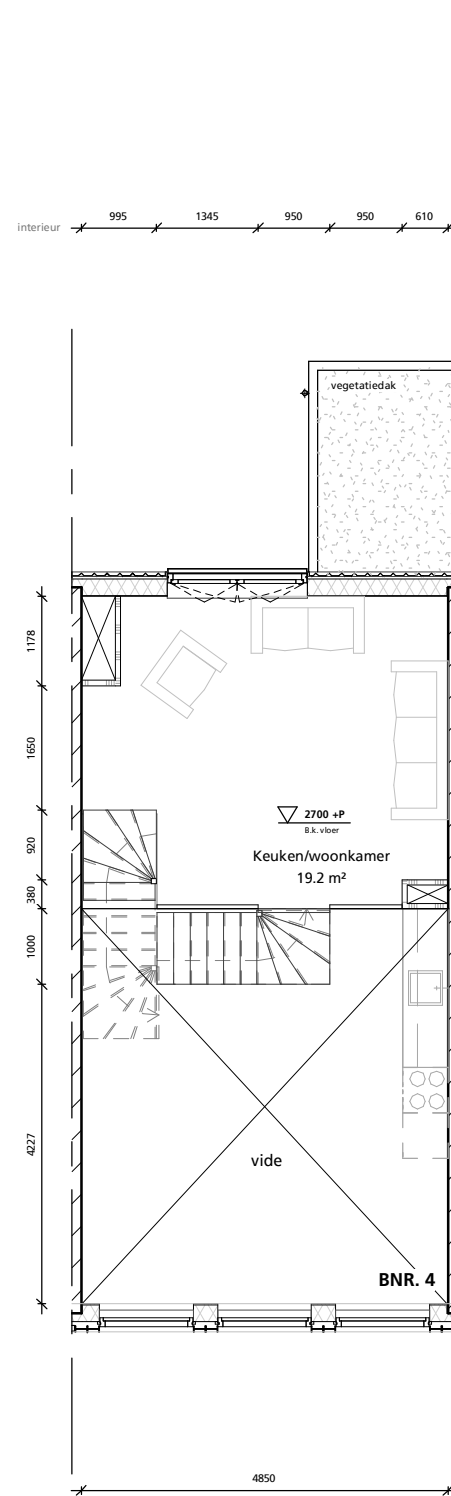 995 1345 950 950 610
interieur
vegetatiedak
1178
1650
2700 +P
B.k. vloer
920
Keuken/woonkamer
19.2 m²
380
1000
4227
vide
BNR. 4
4850